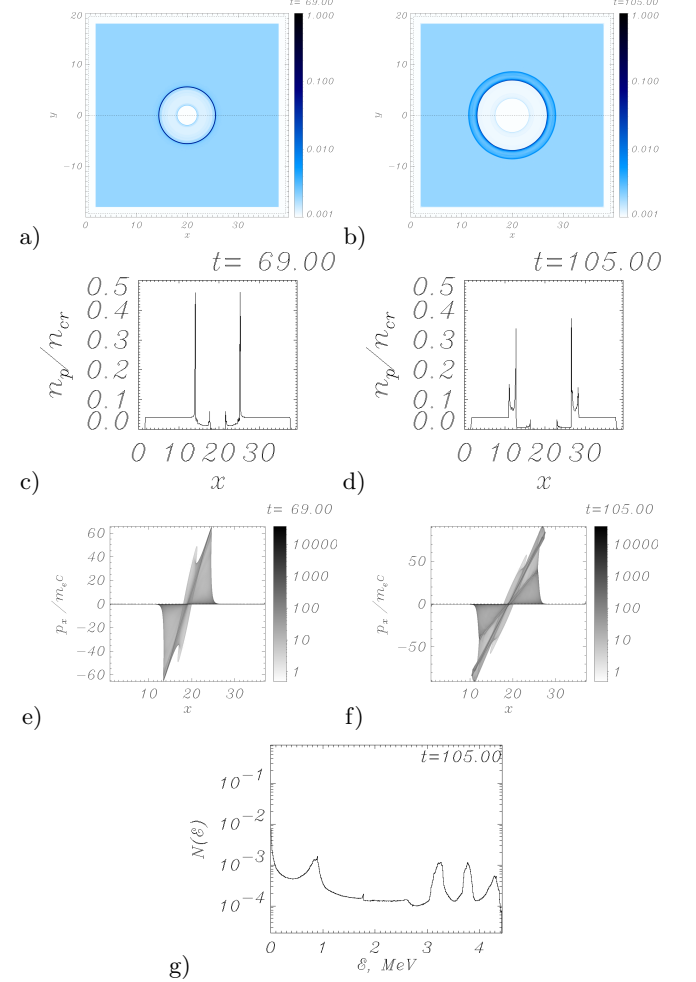 t= 69.00
t=105.00
20
10
0
−10
0 10 20 30
x
y
1.000
0.100
0.010
0.001
20
10
0
−10
0 10 20 30
x
y
1.000
0.100
0.010
0.001
a)
b)
t= 69.00
t=105.00
0.5
0.4
0.3
0.2
0.1
0.0
0 10 20 30
x
n_p/n_cr
0.5
0.4
0.3
0.2
0.1
0.0
0 10 20 30
x
n_p/n_cr
c)
d)
t= 69.00
t=105.00
60
40
20
0
−20
−40
−60
10 20 30
x
p_x /m_e c
10000
1000
100
10
1
50
0
−50
10 20 30
x
p_x /m_e c
10000
1000
100
10
1
e)
f)
t=105.00
10^−1
10^−2
10^−3
10^−4
N(ℰ)
0 1 2 3 4
ℰ, MeV
g)